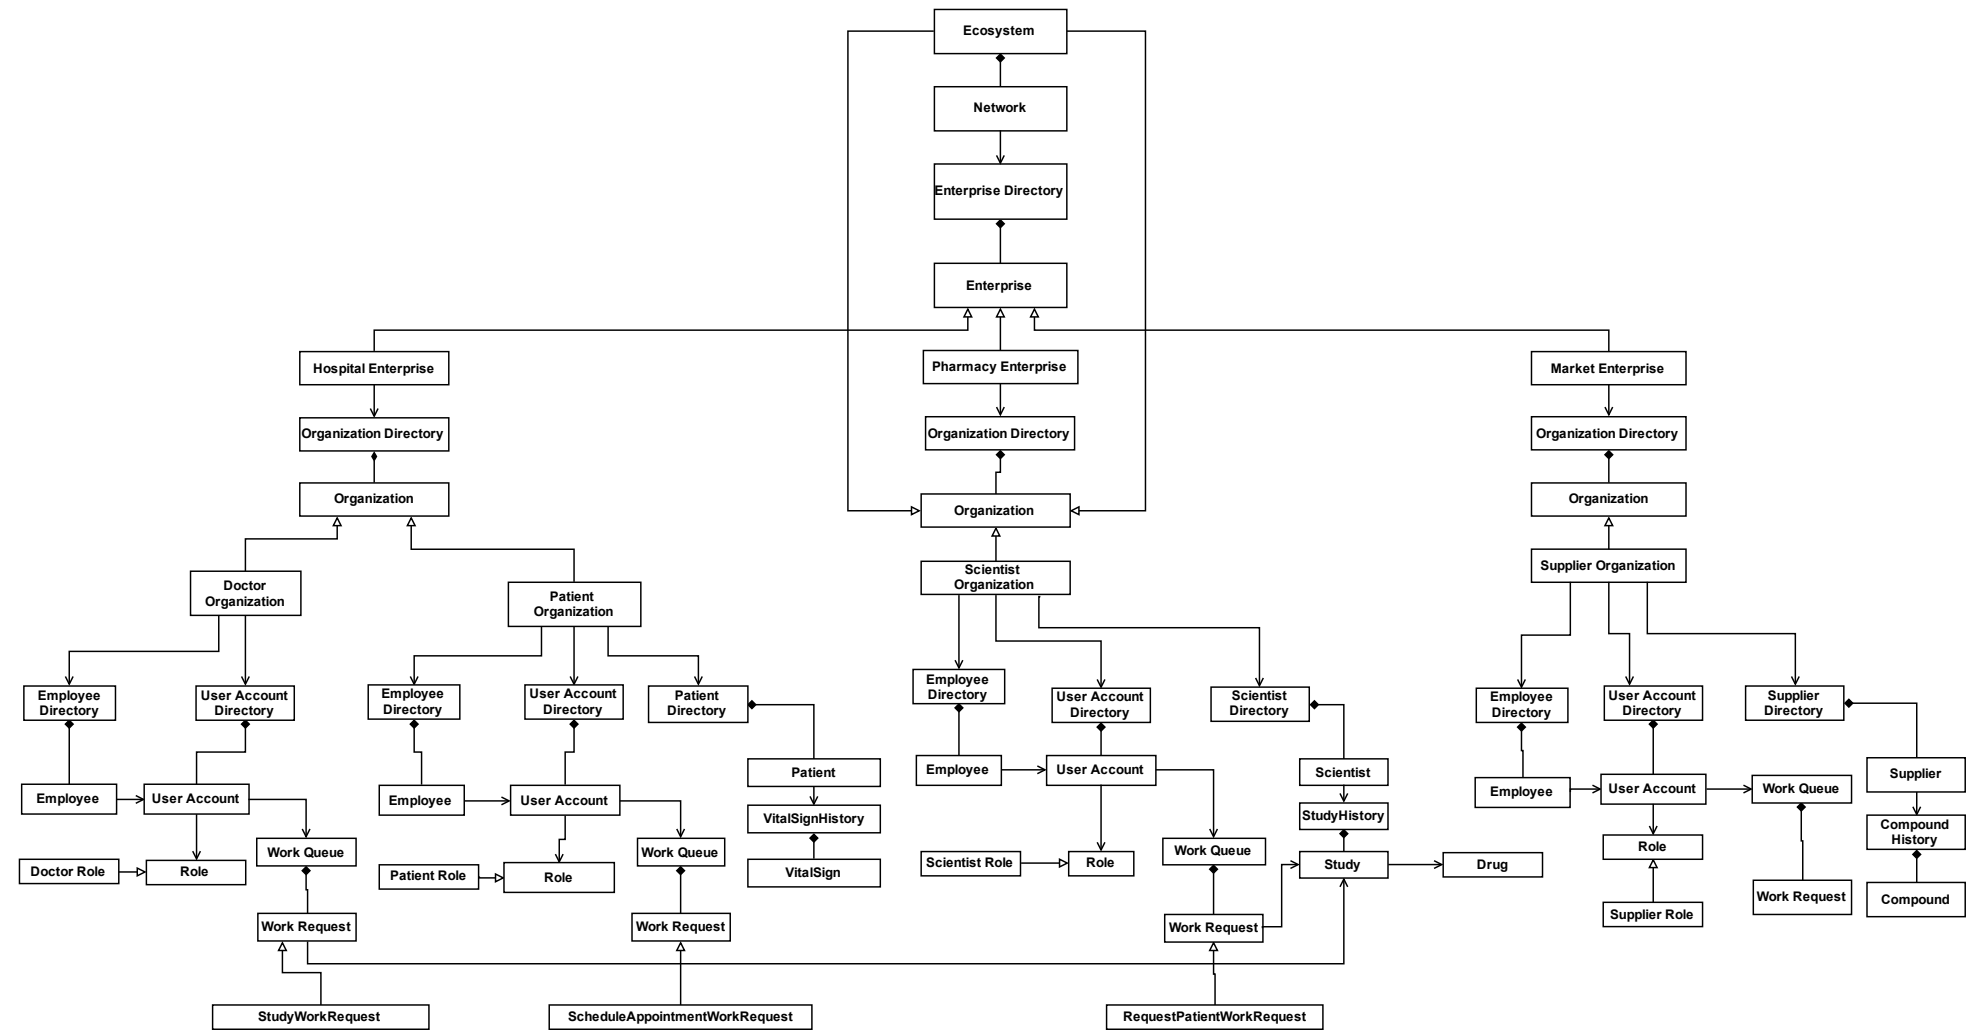 Ecosystem
Network
Enterprise Directory
Enterprise
Hospital Enterprise
Pharmacy Enterprise
Market Enterprise
Organization Directory
Organization Directory
Organization Directory
Organization
Organization
Organization
Doctor
Organization
Patient
Organization
Scientist
Organization
Supplier Organization
Employee
Directory
User Account
Directory
Employee
Directory
User Account
Directory
Patient
Directory
Employee
Directory
User Account
Directory
Scientist
Directory
Employee
Directory
User Account
Directory
Supplier
Directory
Employee
User Account
Employee
User Account
Patient
Employee
User Account
Scientist
Employee
User Account
Work Queue
Supplier
VitalSignHistory
StudyHistory
Compound
History
Work Queue
Work Queue
Work Queue
Role
Doctor Role
Role
Patient Role
Role
VitalSign
Scientist Role
Role
Study
Drug
Work Request
Compound
Supplier Role
Work Request
Work Request
Work Request
StudyWorkRequest
ScheduleAppointmentWorkRequest
RequestPatientWorkRequest